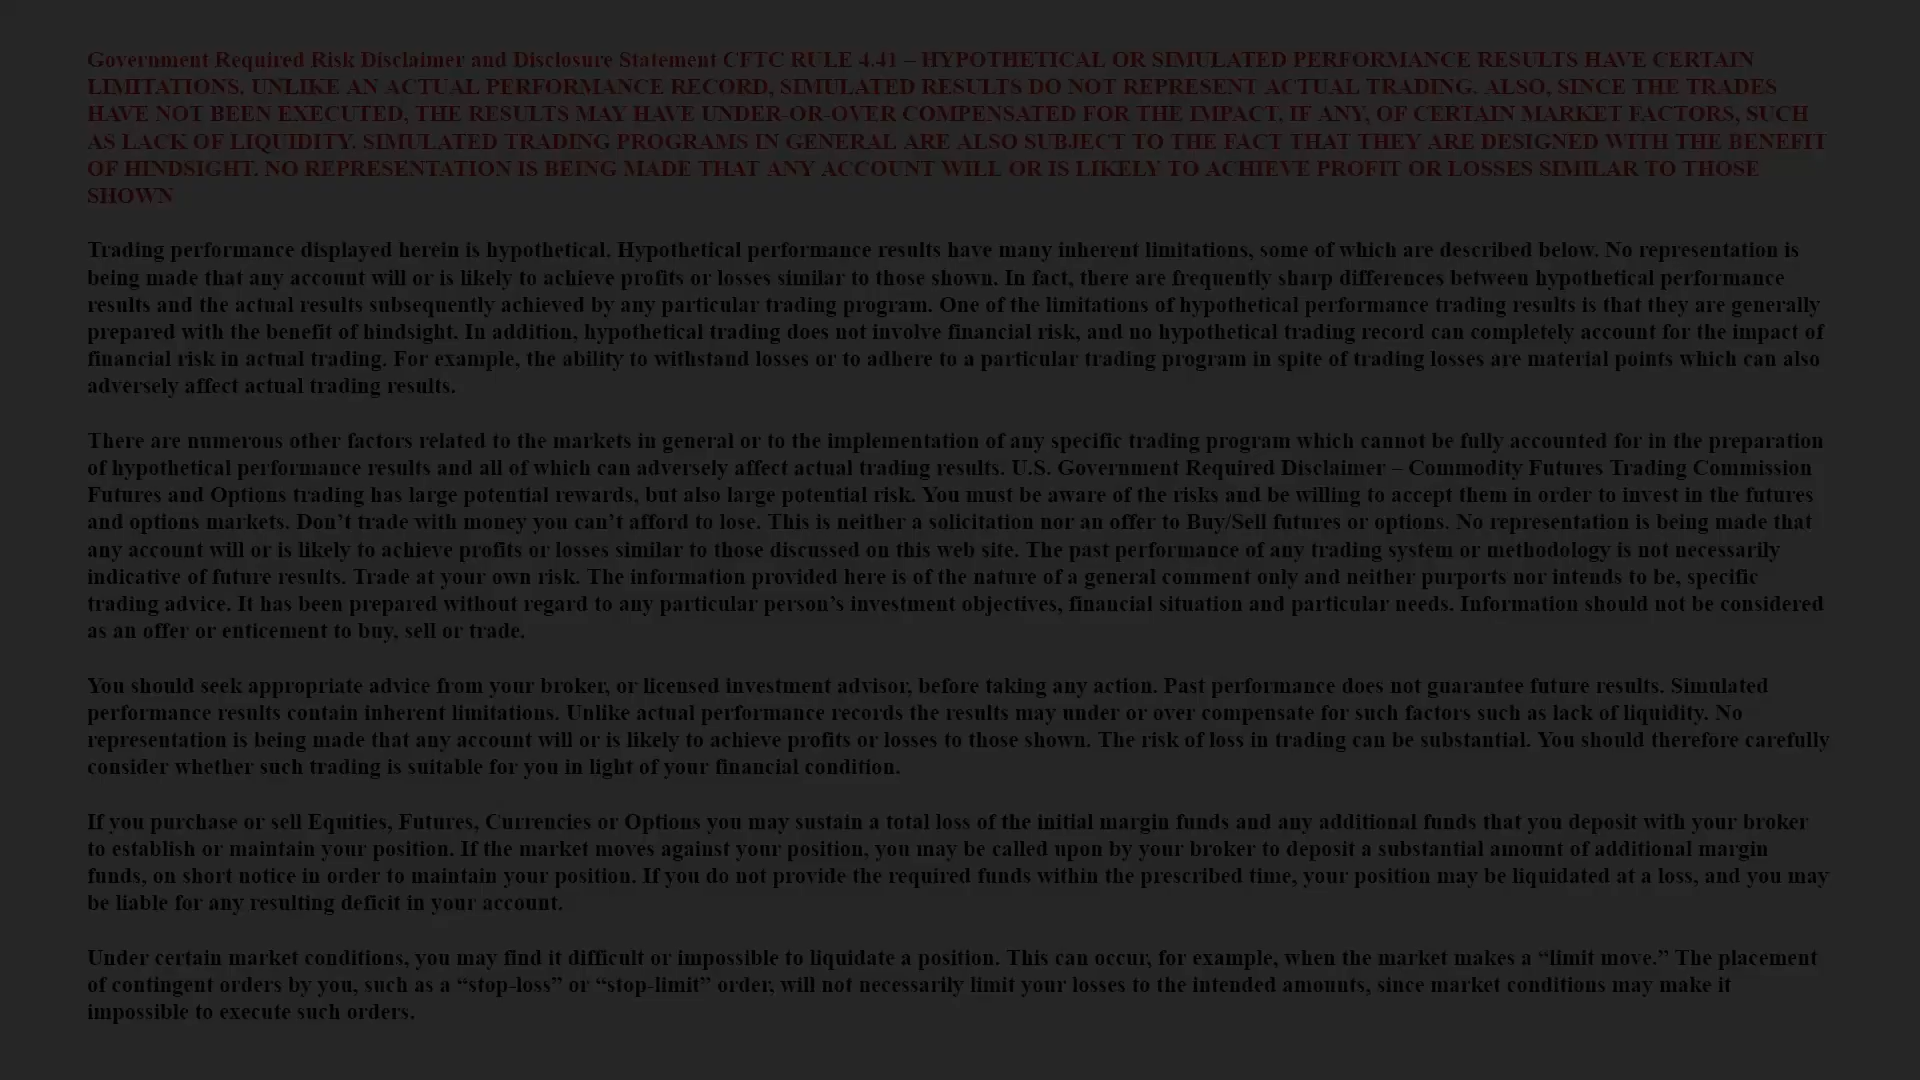 Government Required Risk Disclaimer and Disclosure Statement CFTC RULE 4.41 – HYPOTHETICAL OR SIMULATED PERFORMANCE RESULTS HAVE CERTAIN
LIMITATIONS. UNLIKE AN ACTUAL PERFORMANCE RECORD, SIMULATED RESULTS DO NOT REPRESENT ACTUAL TRADING. ALSO, SINCE THE TRADES
HAVE NOT BEEN EXECUTED, THE RESULTS MAY HAVE UNDER-OR-OVER COMPENSATED FOR THE IMPACT, IF ANY, OF CERTAIN MARKET FACTORS, SUCH
AS LACK OF LIQUIDITY. SIMULATED TRADING PROGRAMS IN GENERAL ARE ALSO SUBJECT TO THE FACT THAT THEY ARE DESIGNED WITH THE BENEFIT
OF HINDSIGHT. NO REPRESENTATION IS BEING MADE THAT ANY ACCOUNT WILL OR IS LIKELY TO ACHIEVE PROFIT OR LOSSES SIMILAR TO THOSE
SHOWN
Trading performance displayed herein is hypothetical. Hypothetical performance results have many inherent limitations, some of which are described below. No representation is
being made that any account will or is likely to achieve profits or losses similar to those shown. In fact, there are frequently sharp differences between hypothetical performance
results and the actual results subsequently achieved by any particular trading program. One of the limitations of hypothetical performance trading results is that they are generally
prepared with the benefit of hindsight. In addition, hypothetical trading does not involve financial risk, and no hypothetical trading record can completely account for the impact of
financial risk in actual trading. For example, the ability to withstand losses or to adhere to a particular trading program in spite of trading losses are material points which can also
adversely affect actual trading results.
There are numerous other factors related to the markets in general or to the implementation of any specific trading program which cannot be fully accounted for in the preparation
of hypothetical performance results and all of which can adversely affect actual trading results. U.S. Government Required Disclaimer – Commodity Futures Trading Commission
Futures and Options trading has large potential rewards, but also large potential risk. You must be aware of the risks and be willing to accept them in order to invest in the futures
and options markets. Don’t trade with money you can’t afford to lose. This is neither a solicitation nor an offer to Buy/Sell futures or options. No representation is being made that
any account will or is likely to achieve profits or losses similar to those discussed on this web site. The past performance of any trading system or methodology is not necessarily
indicative of future results. Trade at your own risk. The information provided here is of the nature of a general comment only and neither purports nor intends to be, specific
trading advice. It has been prepared without regard to any particular person’s investment objectives, financial situation and particular needs. Information should not be considered
as an offer or enticement to buy, sell or trade.
You should seek appropriate advice from your broker, or licensed investment advisor, before taking any action. Past performance does not guarantee future results. Simulated
performance results contain inherent limitations. Unlike actual performance records the results may under or over compensate for such factors such as lack of liquidity. No
representation is being made that any account will or is likely to achieve profits or losses to those shown. The risk of loss in trading can be substantial. You should therefore carefully
consider whether such trading is suitable for you in light of your financial condition.
If you purchase or sell Equities, Futures, Currencies or Options you may sustain a total loss of the initial margin funds and any additional funds that you deposit with your broker
to establish or maintain your position. If the market moves against your position, you may be called upon by your broker to deposit a substantial amount of additional margin
funds, on short notice in order to maintain your position. If you do not provide the required funds within the prescribed time, your position may be liquidated at a loss, and you may
be liable for any resulting deficit in your account.
Under certain market conditions, you may find it difficult or impossible to liquidate a position. This can occur, for example, when the market makes a “limit move.” The placement
of contingent orders by you, such as a “stop-loss” or “stop-limit” order, will not necessarily limit your losses to the intended amounts, since market conditions may make it
impossible to execute such orders.